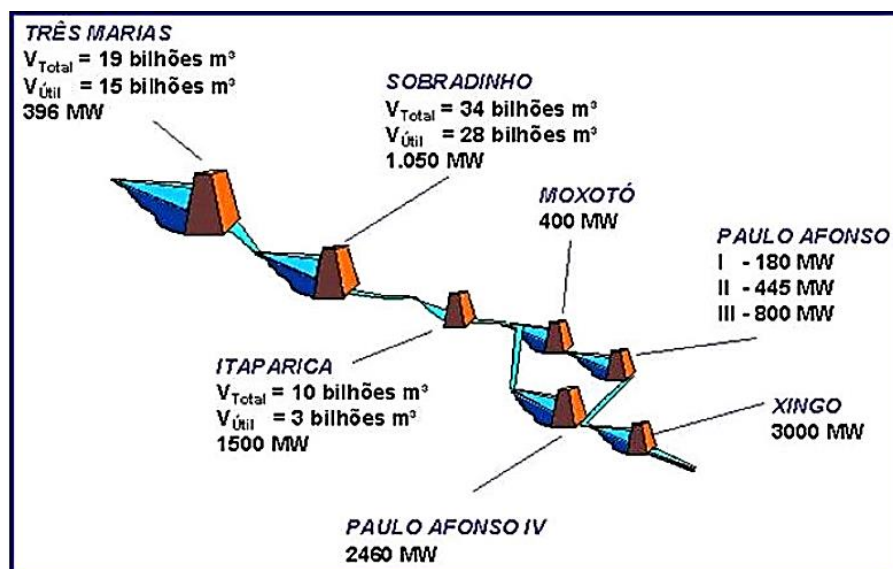 TRÊS MARIAS
VTotal = 19 bilhões m³
VÚtil = 15 bilhões m³
396 MW
SOBRADINHO
VTotal = 34 bilhões m³
VÚtil = 28 bilhões m³
1.050 MW
MOXOTÓ
400 MW
PAULO AFONSO
I - 180 MW
II - 445 MW
III - 800 MW
ITAPARICA
VTotal = 10 bilhões m³
VÚtil = 3 bilhões m³
1500 MW
XINGO
3000 MW
PAULO AFONSO IV
2460 MW